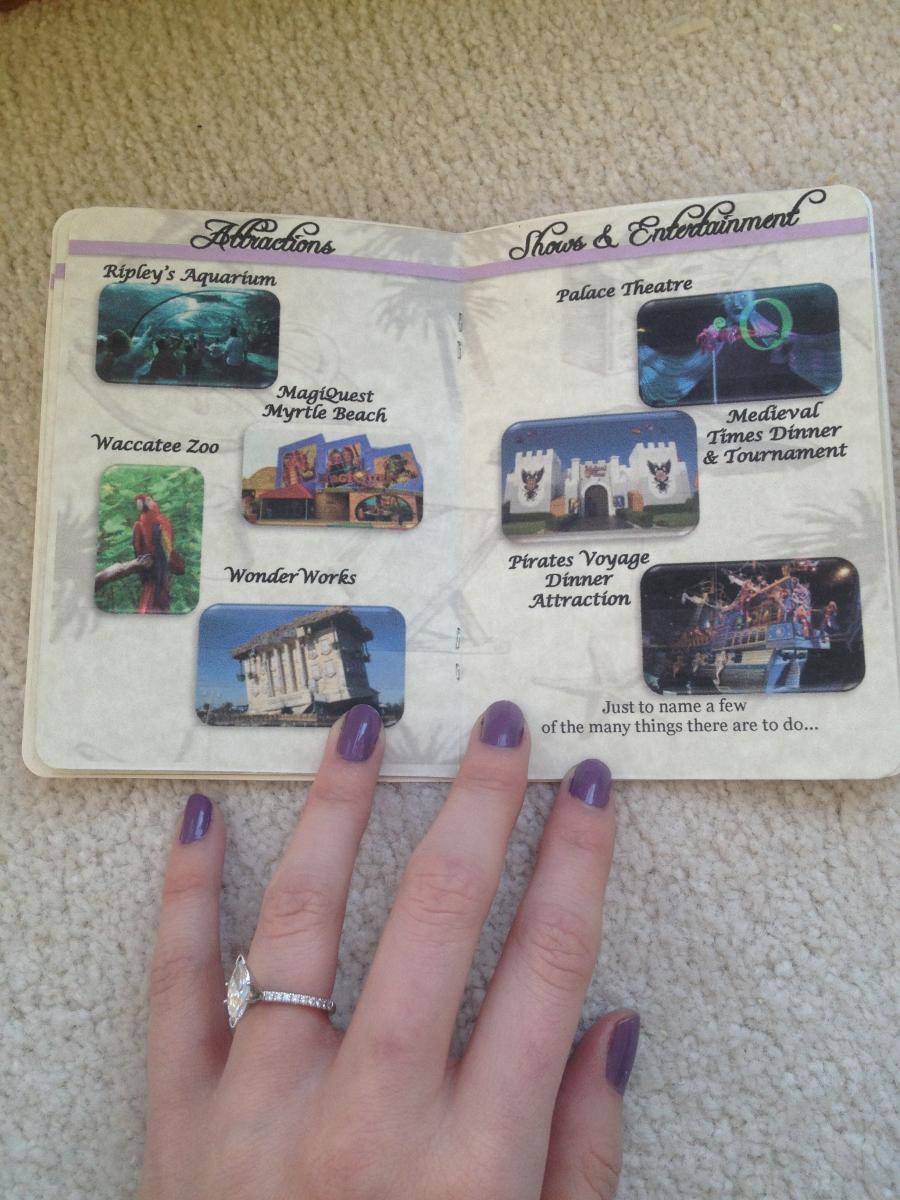 Attractions
Ripley's Aquarium
MagiQuest
Myrtle Beach
Waccatee Zoo
WonderWorks
Shows & Entertainment
Palace Theatre
Medieval
Times Dinner
& Tournament
Pirates Voyage
Dinner
Attraction
Just to name a few
of the many things there are to do...